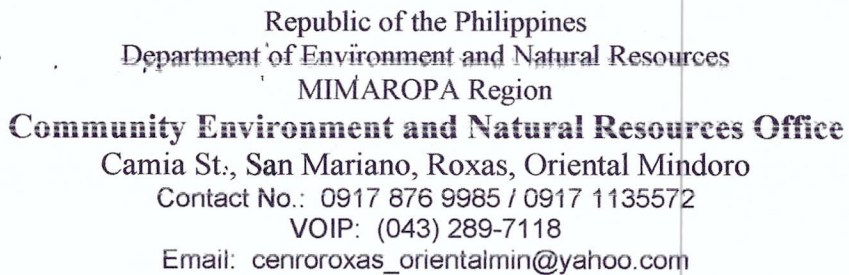 Republic of the Philippines
Department of Environment and Natural Resources
MIMAROPA Region
Community Environment and Natural Resources Office
Camia St., San Mariano, Roxas, Oriental Mindoro
Contact No.: 0917 876 9985 / 0917 1135572
VOIP: (043) 289-7118
Email: cenroroxas_orientalmin@yahoo.com